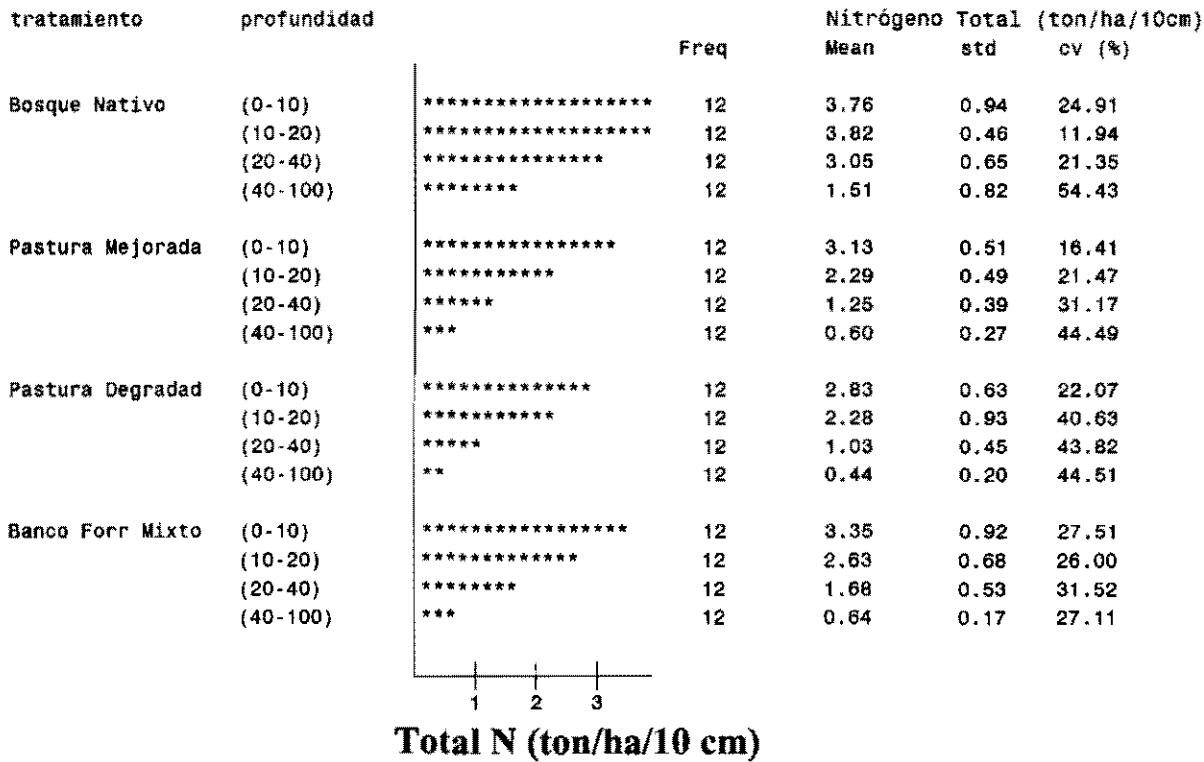 tratamiento profundidad Nitrógeno Total (ton/ha/10cm)
Freq Mean std cv (%)
Bosque Nativo (0-10) ******************* 12 3.76 0.94 24.91
(10-20) ******************* 12 3.82 0.46 11.94
(20-40) *************** 12 3.05 0.65 21.35
(40-100) ******** 12 1.51 0.82 54.43
Pastura Mejorada (0-10) **************** 12 3.13 0.51 16.41
(10-20) *********** 12 2.29 0.49 21.47
(20-40) ****** 12 1.25 0.39 31.17
(40-100) *** 12 0.60 0.27 44.49
Pastura Degradad (0-10) ************** 12 2.83 0.63 22.07
(10-20) *********** 12 2.28 0.93 40.63
(20-40) ***** 12 1.03 0.45 43.82
(40-100) ** 12 0.44 0.20 44.51
Banco Forr Mixto (0-10) ***************** 12 3.35 0.92 27.51
(10-20) ************* 12 2.63 0.68 26.00
(20-40) ******** 12 1.68 0.53 31.52
(40-100) *** 12 0.64 0.17 27.11
1 2 3
Total N (ton/ha/10 cm)